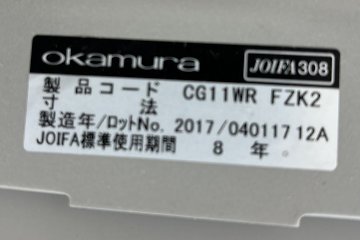 okamura JOIFA308
製品コード CG11WR FZK2
寸法
製造年/ロットNo. 2017/04011712A
JOIFA標準使用期間 8 年